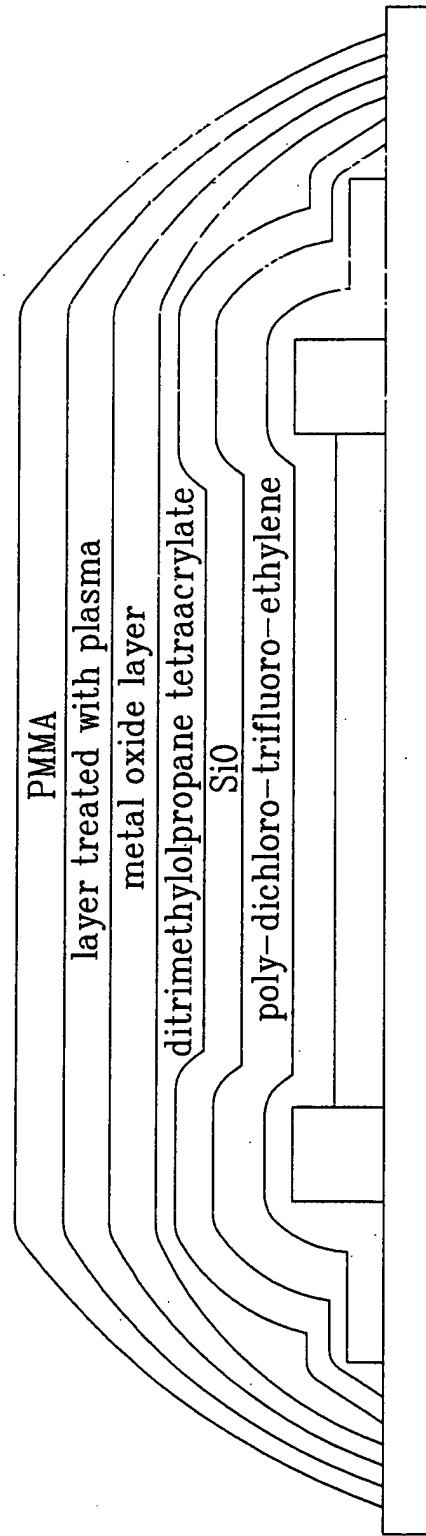 PMMA
layer treated with plasma
metal oxide layer
ditrimethylolpropane tetraacrylate
SiO
poly-dichloro-trifluoro-ethylene